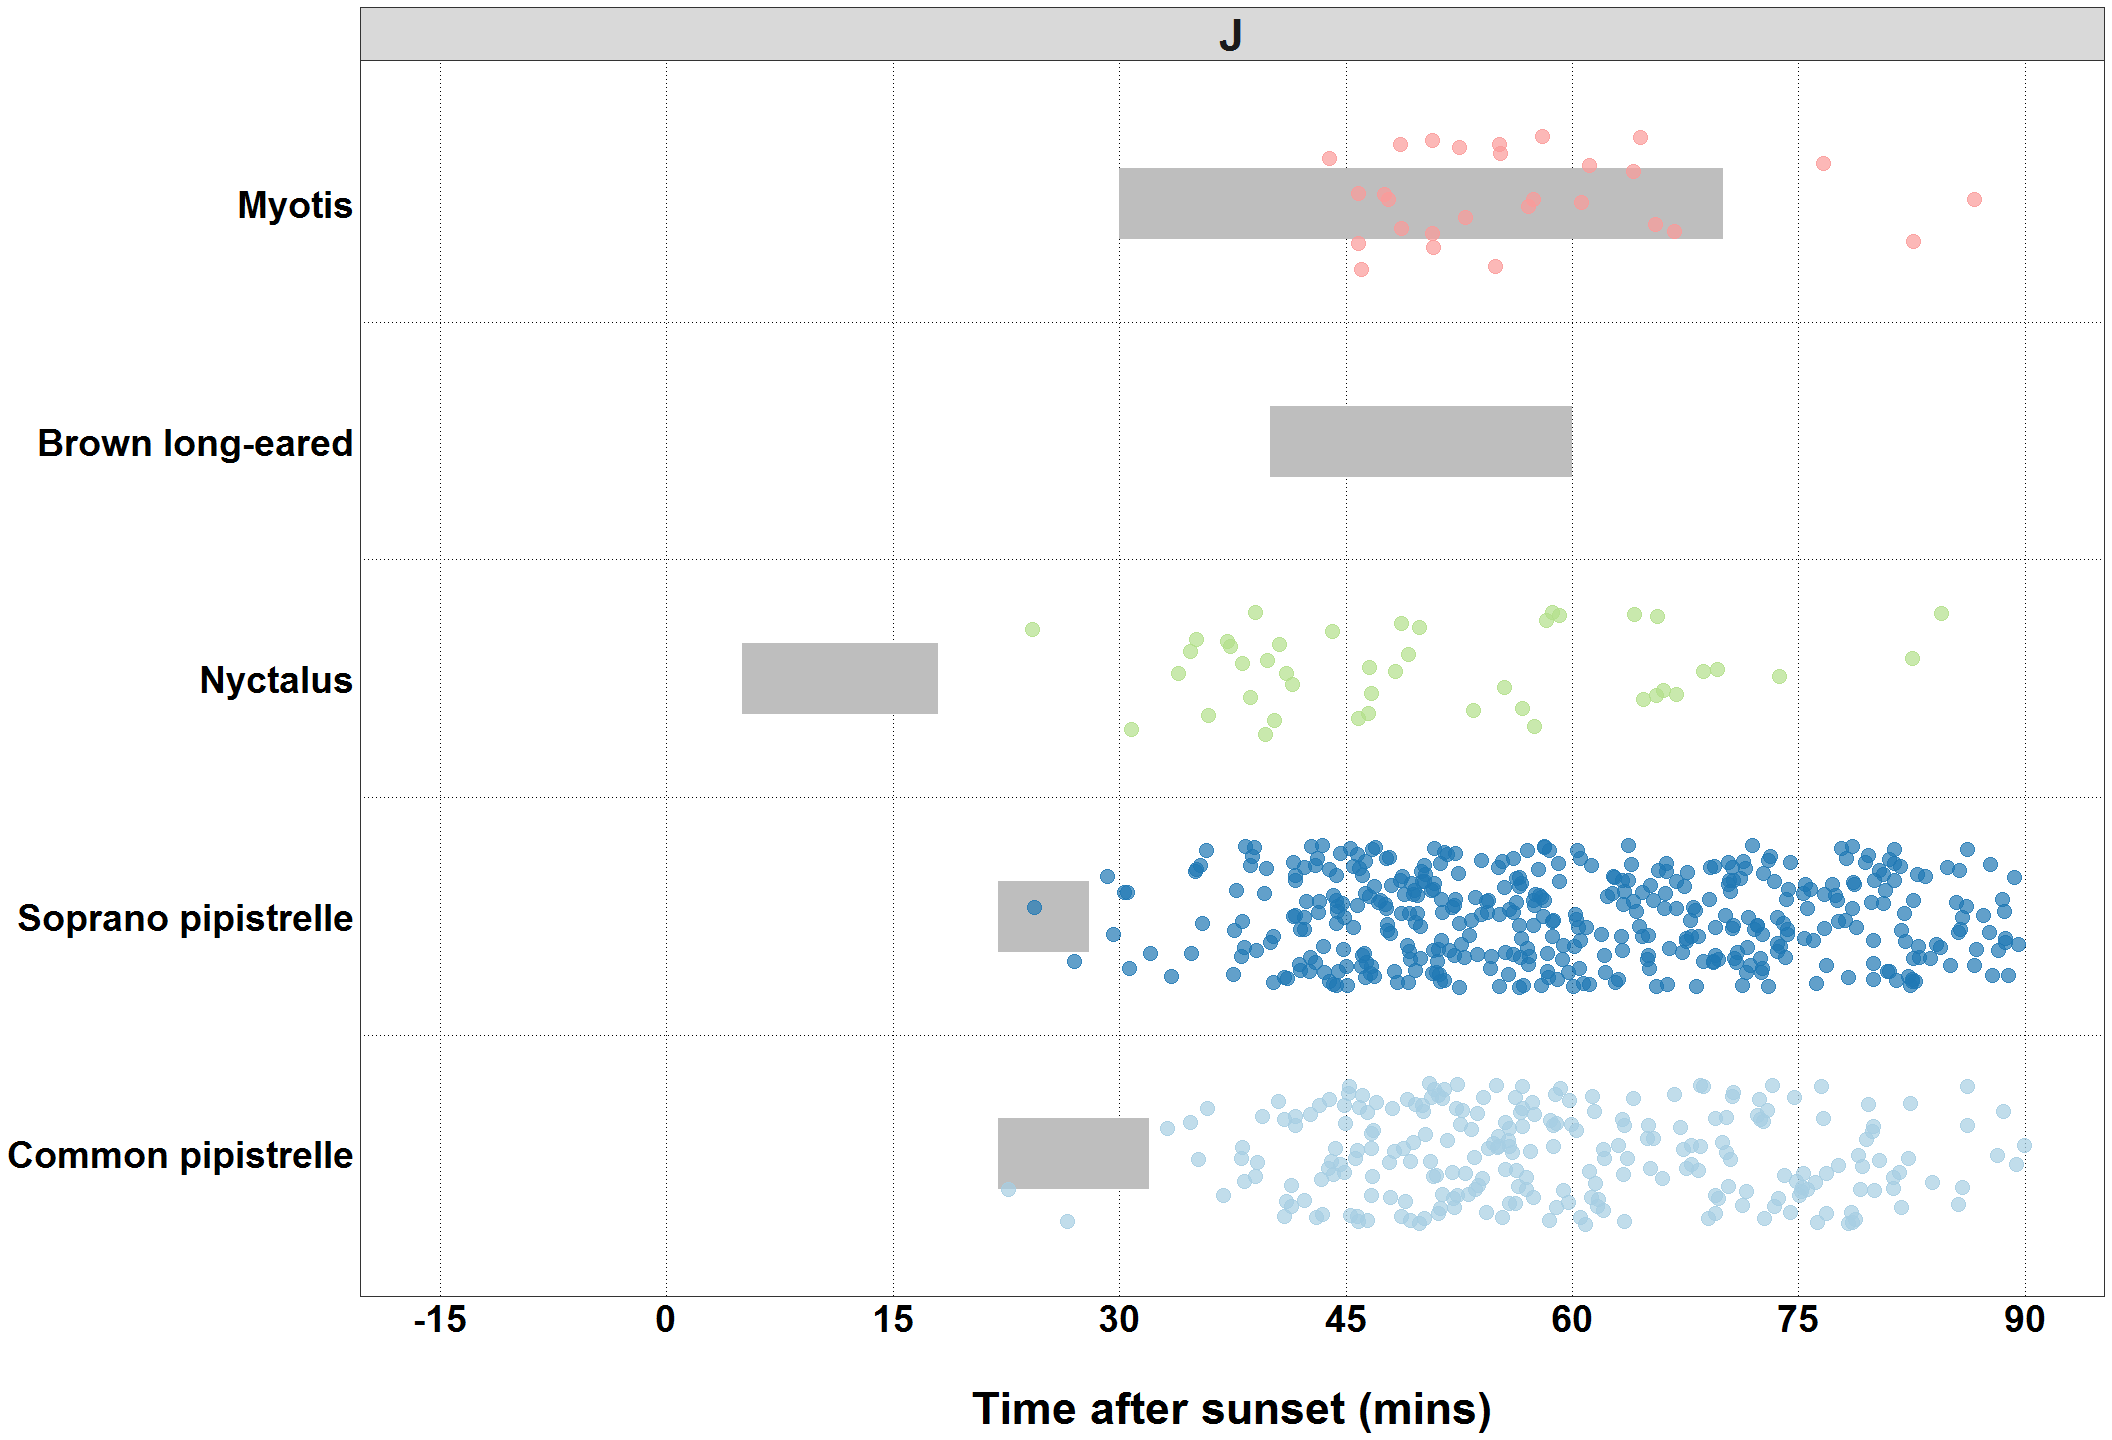 J
Myotis
Brown long-eared
Nyctalus
Soprano pipistrelle
Common pipistrelle
-15 0 15 30 45 60 75 90
Time after sunset (mins)